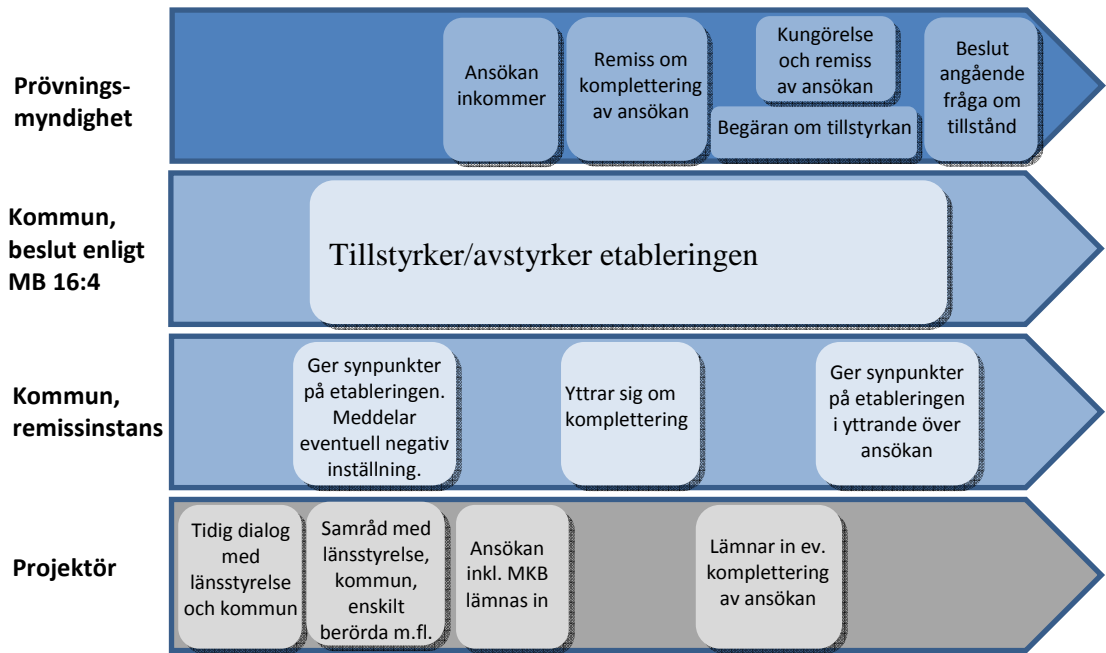 Prövnings-
myndighet
Ansökan
inkommer
Remiss om
komplettering
av ansökan
Kungörelse
och remiss
av ansökan
Begäran om tillstyrkan
Beslut
angående
fråga om
tillstånd
Kommun,
beslut enligt
MB 16:4
Tillstyrker/avstyrker etableringen
Kommun,
remissinstans
Ger synpunkter
på etableringen.
Meddelar
eventuell negativ
inställning.
Yttrar sig om
komplettering
Ger synpunkter
på etableringen
i yttrande över
ansökan
Projektör
Tidig dialog
med
länsstyrelse
och kommun
Samråd med
länsstyrelse,
kommun,
enskilt
berörda m.fl.
Ansökan
inkl. MKB
lämnas in
Lämnar in ev.
komplettering
av ansökan